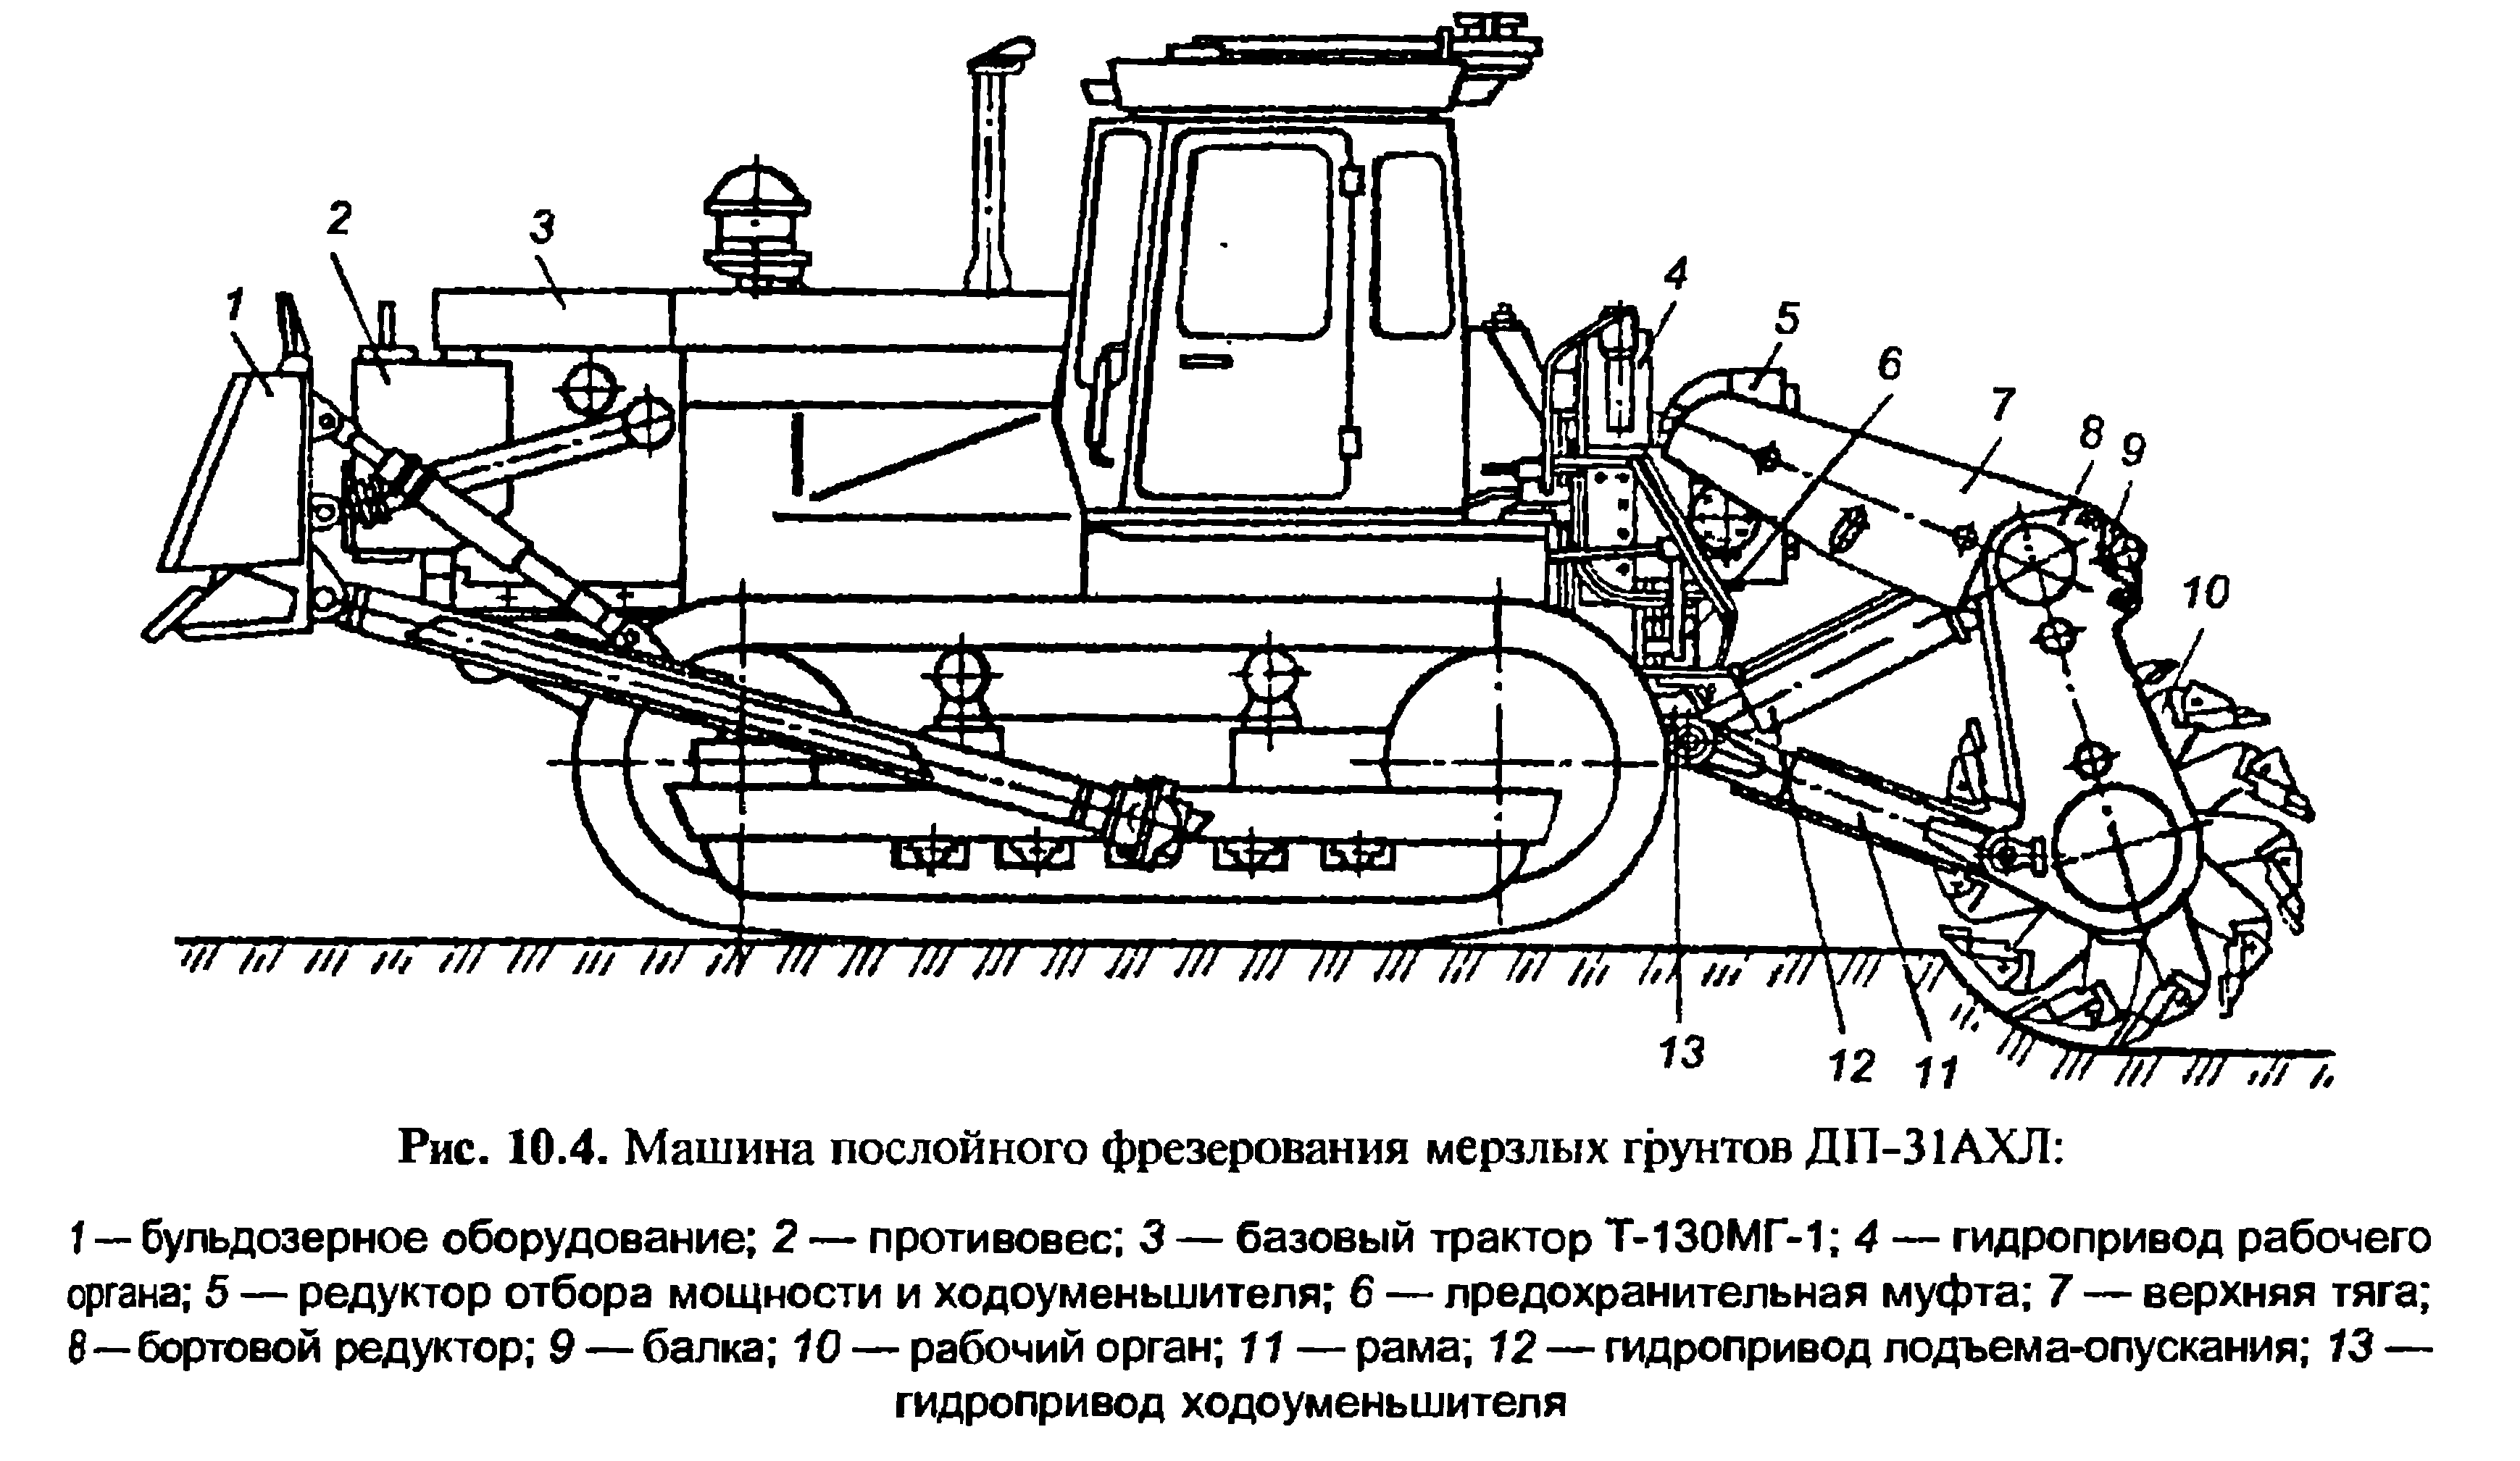 2
3
1
4
5
6
7
8
9
10
13
12
11
Рис. 10.4. Машина послойного фрезерования мерзлых грунтов ДП-31АХЛ:
1 — бульдозерное оборудование; 2 — противовес; 3 — базовый трактор Т-130МГ-1; 4 — гидропривод рабочего
органа; 5 — редуктор отбора мощности и ходоуменьшителя; 6 — предохранительная муфта; 7 — верхняя тяга;
8 — бортовой редуктор; 9 — балка; 10 — рабочий орган; 11 — рама; 12 — гидропривод подъема-опускания; 13 —
гидропривод ходоуменьшителя